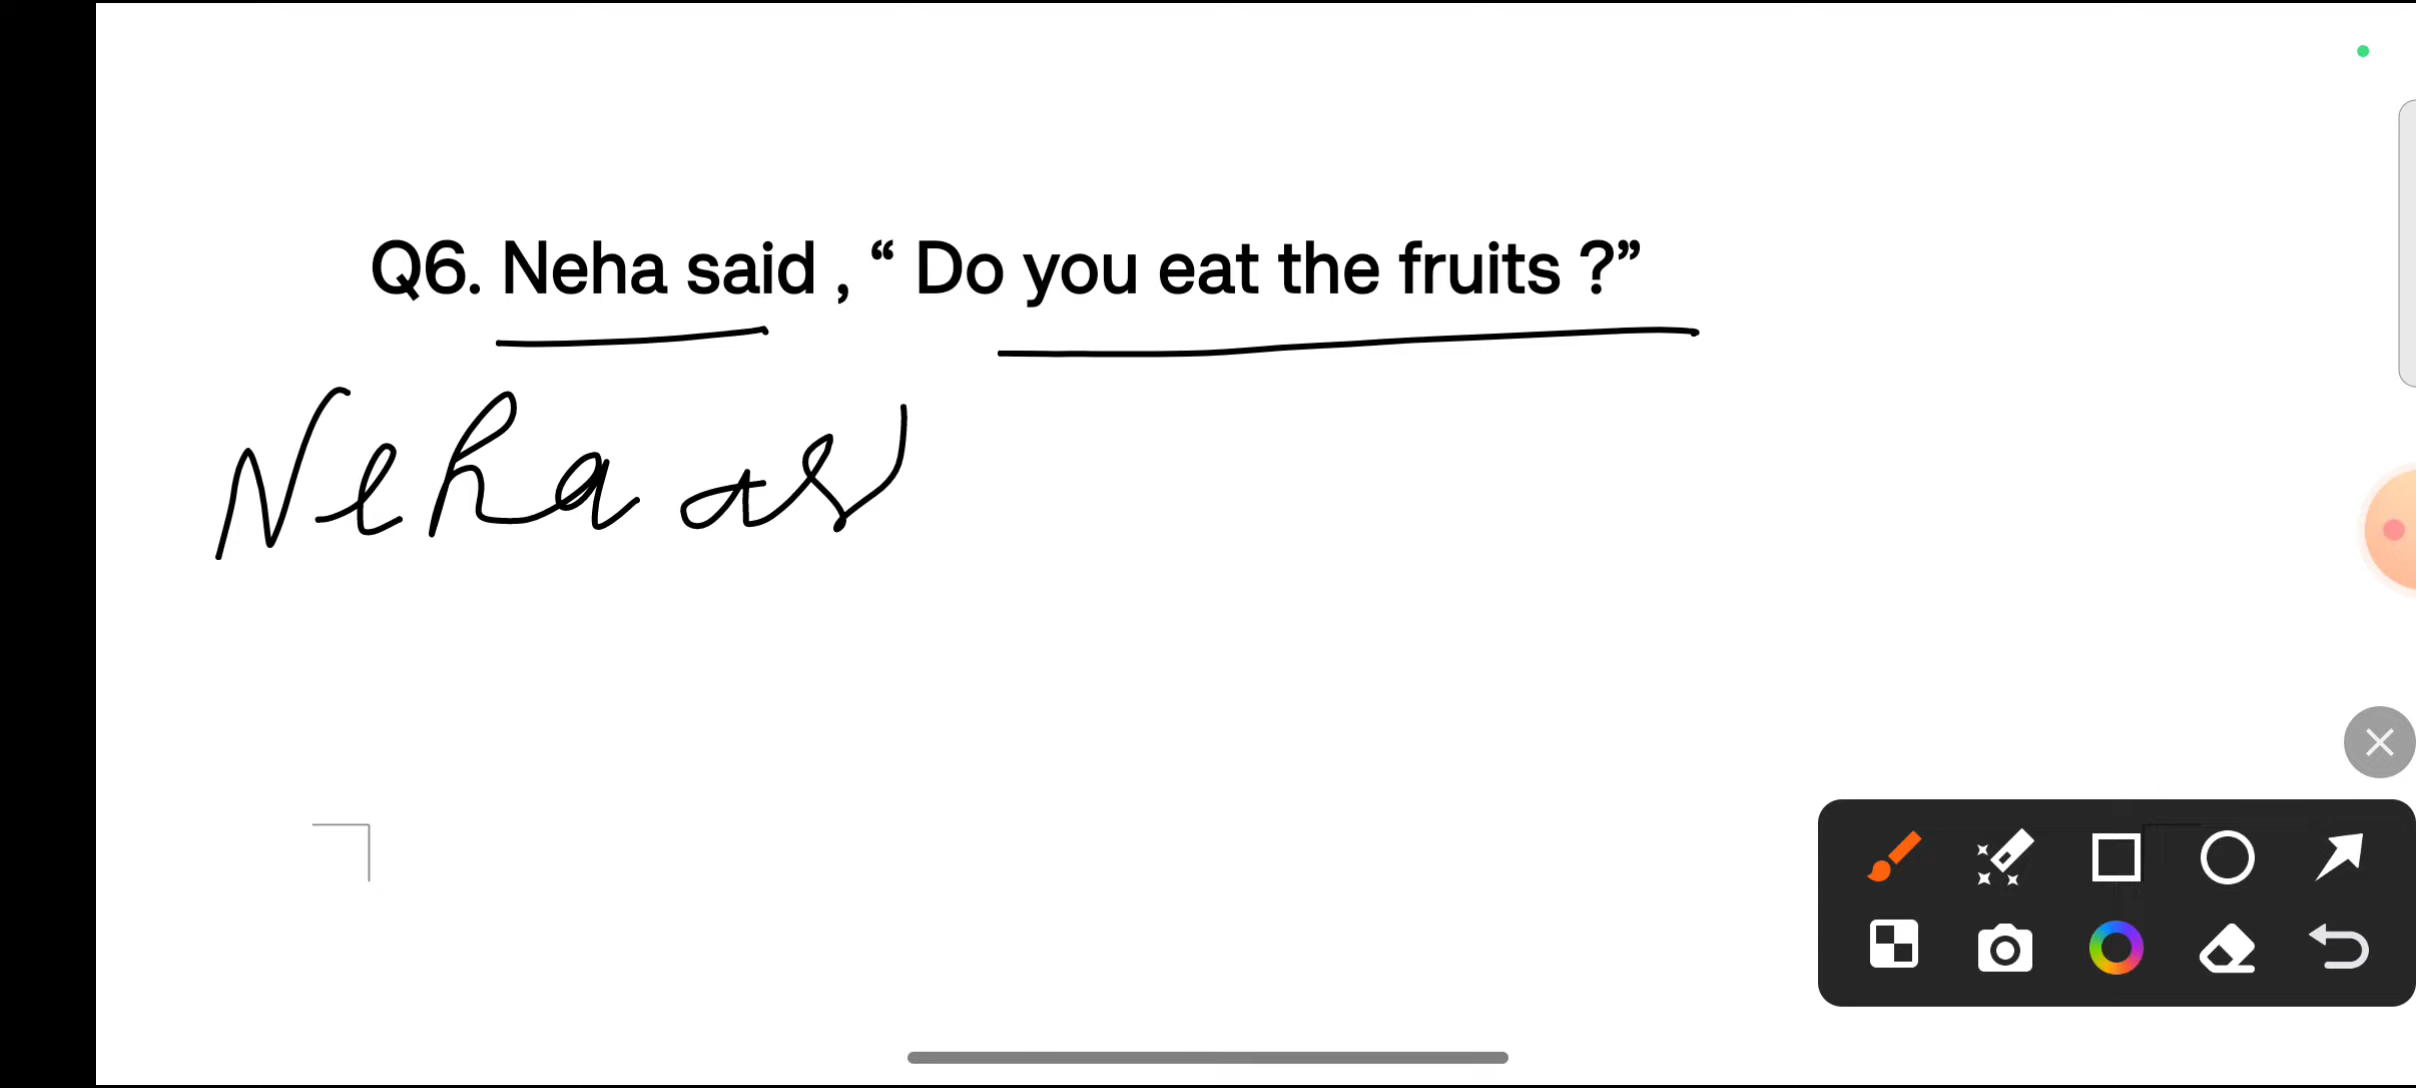 Q6. Neha said , “ Do you eat the fruits ?”
Neha as